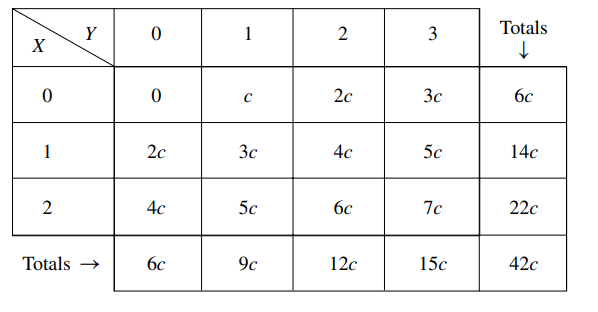 X Y 0 1 2 3 Totals ↓
0 0 c 2c 3c 6c
1 2c 3c 4c 5c 14c
2 4c 5c 6c 7c 22c
Totals → 6c 9c 12c 15c 42c